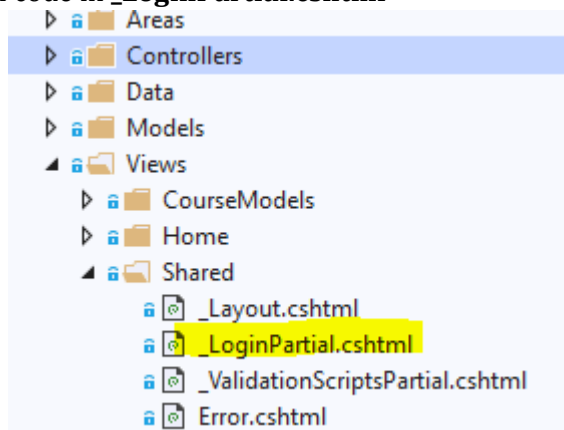 Areas
Controllers
Data
Models
Views
CourseModels
Home
Shared
_Layout.cshtml
_LoginPartial.cshtml
_ValidationScriptsPartial.cshtml
Error.cshtml